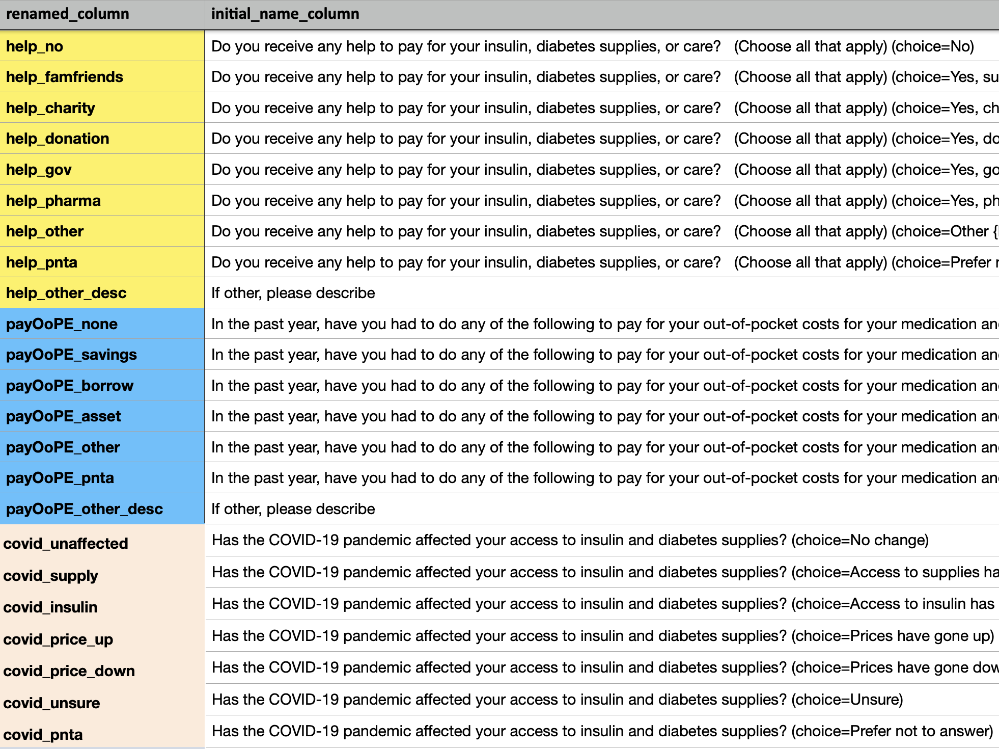 renamed_column initial_name_column
help_no Do you receive any help to pay for your insulin, diabetes supplies, or care? (Choose all that apply) (choice=No)
help_famfriends Do you receive any help to pay for your insulin, diabetes supplies, or care? (Choose all that apply) (choice=Yes, su
help_charity Do you receive any help to pay for your insulin, diabetes supplies, or care? (Choose all that apply) (choice=Yes, ch
help_donation Do you receive any help to pay for your insulin, diabetes supplies, or care? (Choose all that apply) (choice=Yes, do
help_gov Do you receive any help to pay for your insulin, diabetes supplies, or care? (Choose all that apply) (choice=Yes, go
help_pharma Do you receive any help to pay for your insulin, diabetes supplies, or care? (Choose all that apply) (choice=Yes, ph
help_other Do you receive any help to pay for your insulin, diabetes supplies, or care? (Choose all that apply) (choice=Other {
help_pnta Do you receive any help to pay for your insulin, diabetes supplies, or care? (Choose all that apply) (choice=Prefer
help_other_desc If other, please describe
payOoPE_none In the past year, have you had to do any of the following to pay for your out-of-pocket costs for your medication an
payOoPE_savings In the past year, have you had to do any of the following to pay for your out-of-pocket costs for your medication an
payOoPE_borrow In the past year, have you had to do any of the following to pay for your out-of-pocket costs for your medication an
payOoPE_asset In the past year, have you had to do any of the following to pay for your out-of-pocket costs for your medication an
payOoPE_other In the past year, have you had to do any of the following to pay for your out-of-pocket costs for your medication an
payOoPE_pnta In the past year, have you had to do any of the following to pay for your out-of-pocket costs for your medication an
payOoPE_other_desc If other, please describe
covid_unaffected Has the COVID-19 pandemic affected your access to insulin and diabetes supplies? (choice=No change)
covid_supply Has the COVID-19 pandemic affected your access to insulin and diabetes supplies? (choice=Access to supplies ha
covid_insulin Has the COVID-19 pandemic affected your access to insulin and diabetes supplies? (choice=Access to insulin has
covid_price_up Has the COVID-19 pandemic affected your access to insulin and diabetes supplies? (choice=Prices have gone up)
covid_price_down Has the COVID-19 pandemic affected your access to insulin and diabetes supplies? (choice=Prices have gone dow
covid_unsure Has the COVID-19 pandemic affected your access to insulin and diabetes supplies? (choice=Unsure)
covid_pnta Has the COVID-19 pandemic affected your access to insulin and diabetes supplies? (choice=Prefer not to answer)